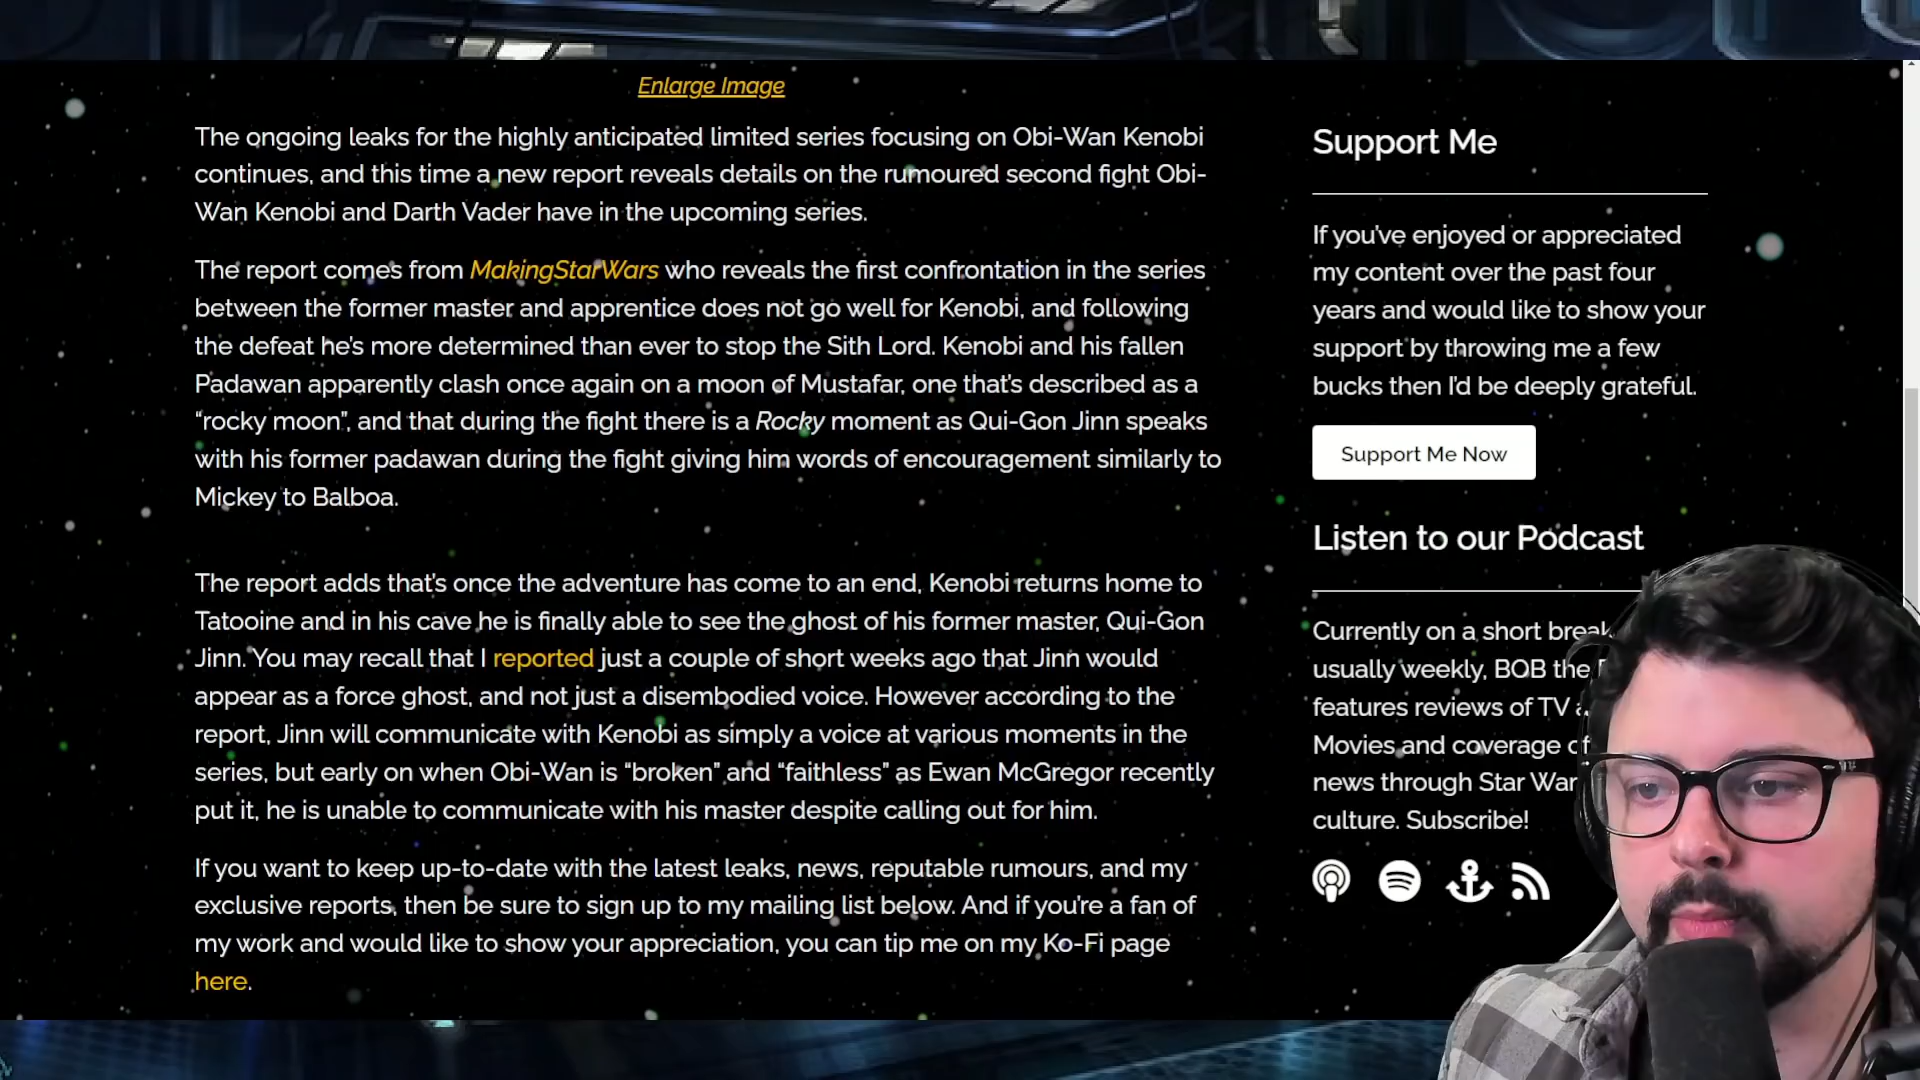 Enlarge Image
The ongoing leaks for the highly anticipated limited series focusing on Obi-Wan Kenobi
continues, and this time a new report reveals details on the rumoured second fight Obi-
Wan Kenobi and Darth Vader have in the upcoming series.
The report comes from MakingStarWars who reveals the first confrontation in the series
between the former master and apprentice does not go well for Kenobi, and following
the defeat he's more determined than ever to stop the Sith Lord. Kenobi and his fallen
Padawan apparently clash once again on a moon of Mustafar, one that's described as a
“rocky moon”, and that during the fight there is a Rocky moment as Qui-Gon Jinn speaks
with his former padawan during the fight giving him words of encouragement similarly to
Mickey to Balboa.
The report adds that's once the adventure has come to an end, Kenobi returns home to
Tatooine and in his cave he is finally able to see the ghost of his former master, Qui-Gon
Jinn. You may recall that I reported just a couple of short weeks ago that Jinn would
appear as a force ghost, and not just a disembodied voice. However according to the
report, Jinn will communicate with Kenobi as simply a voice at various moments in the
series, but early on when Obi-Wan is “broken” and “faithless” as Ewan McGregor recently
put it, he is unable to communicate with his master despite calling out for him.
If you want to keep up-to-date with the latest leaks, news, reputable rumours, and my
exclusive reports, then be sure to sign up to my mailing list below. And if you're a fan of
my work and would like to show your appreciation, you can tip me on my Ko-Fi page
here.
Support Me
If you've enjoyed or appreciated
my content over the past four
years and would like to show your
support by throwing me a few
bucks then I'd be deeply grateful.
Support Me Now
Listen to our Podcast
Currently on a short break
usually weekly, BOB the
features reviews of TV
Movies and coverage of
news through Star War
culture. Subscribe!